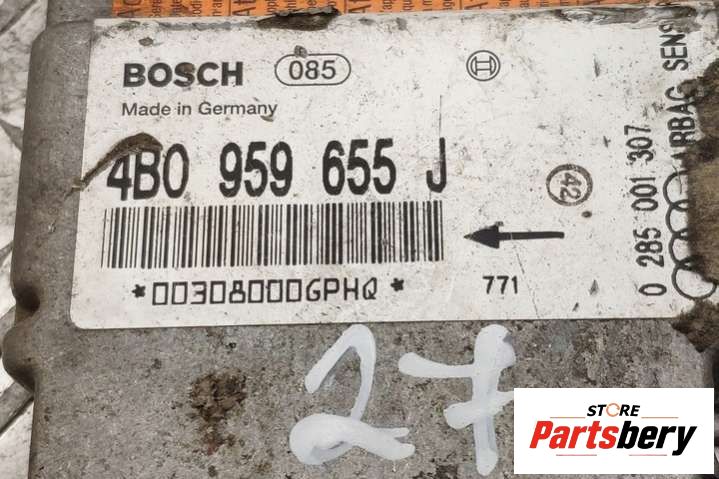 BOSCH 085
Made in Germany
4B0 959 655 J
42
*00308000GPHQ*
771
0 285 001 307
27
STORE
Partsbery